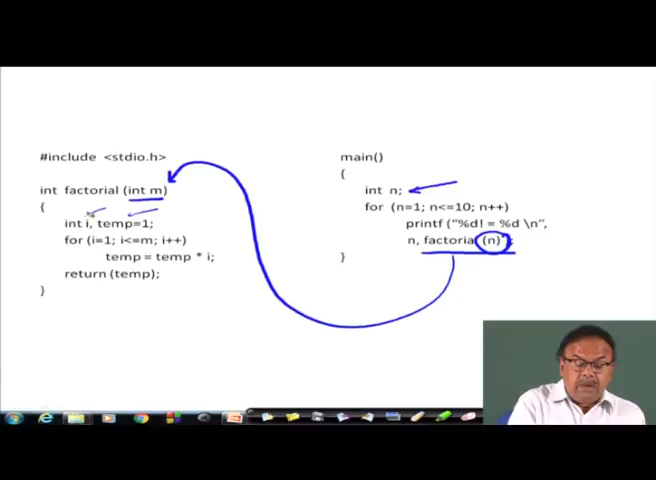 #include <stdio.h>
int factorial (int m)
{
int i, temp=1;
for (i=1; i<=m; i++)
temp = temp * i;
return (temp);
}
main()
{
int n;
for (n=1; n<=10; n++)
printf ("%d! = %d \n",
n, factorial (n) );
}